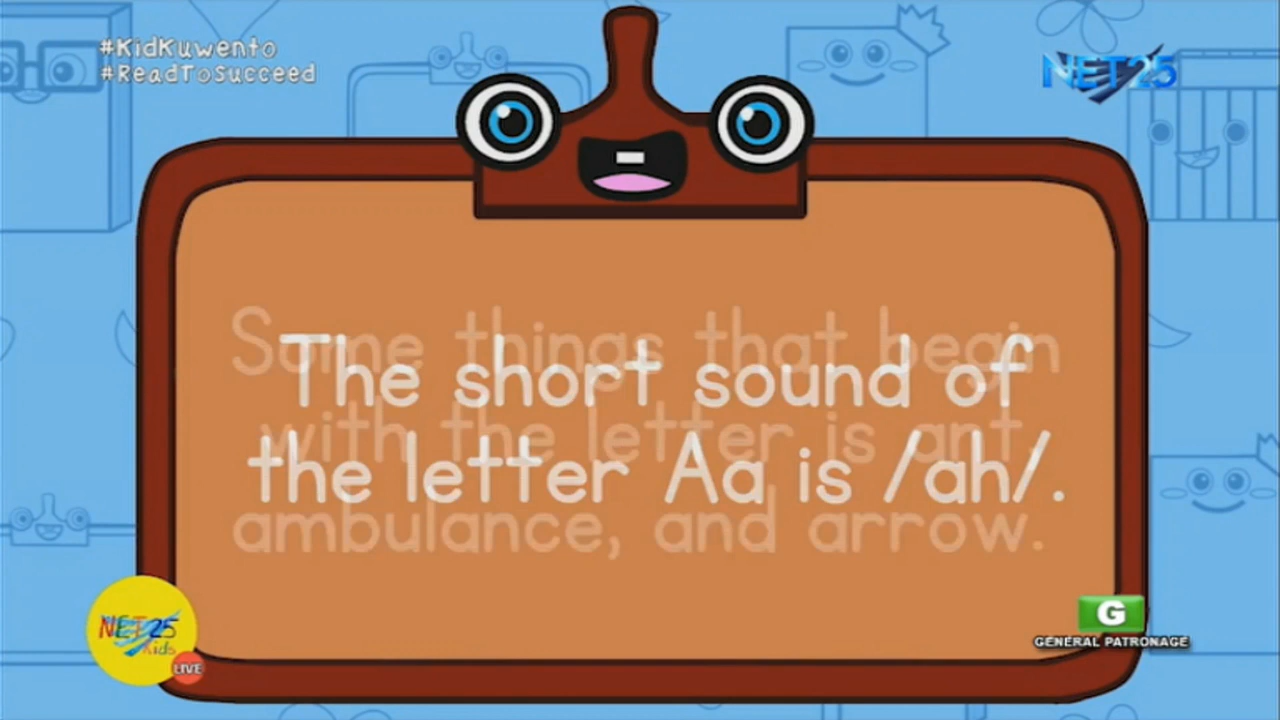 #KidKuwento
#ReadToSucceed
NET25
The short sound of
the letter Aa is /ah/.
Some things that begin
with the letter is ant,
ambulance, and arrow.
NET25
Kids
LIVE
G
GENERAL PATRONAGE